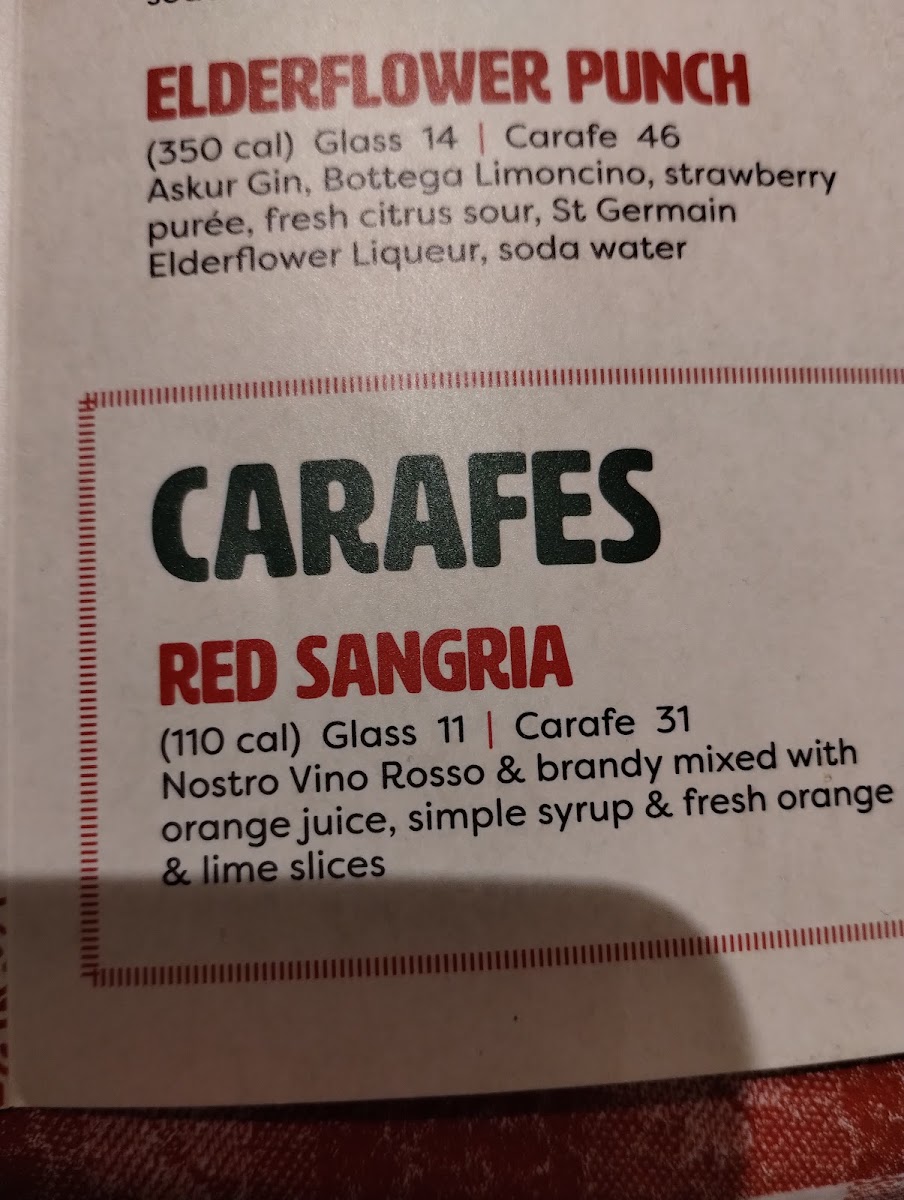 ELDERFLOWER PUNCH
(350 cal) Glass 14 | Carafe 46
Askur Gin, Bottega Limoncino, strawberry
purée, fresh citrus sour, St Germain
Elderflower Liqueur, soda water
CARAFES
RED SANGRIA
(110 cal) Glass 11 | Carafe 31
Nostro Vino Rosso & brandy mixed with
orange juice, simple syrup & fresh orange
& lime slices